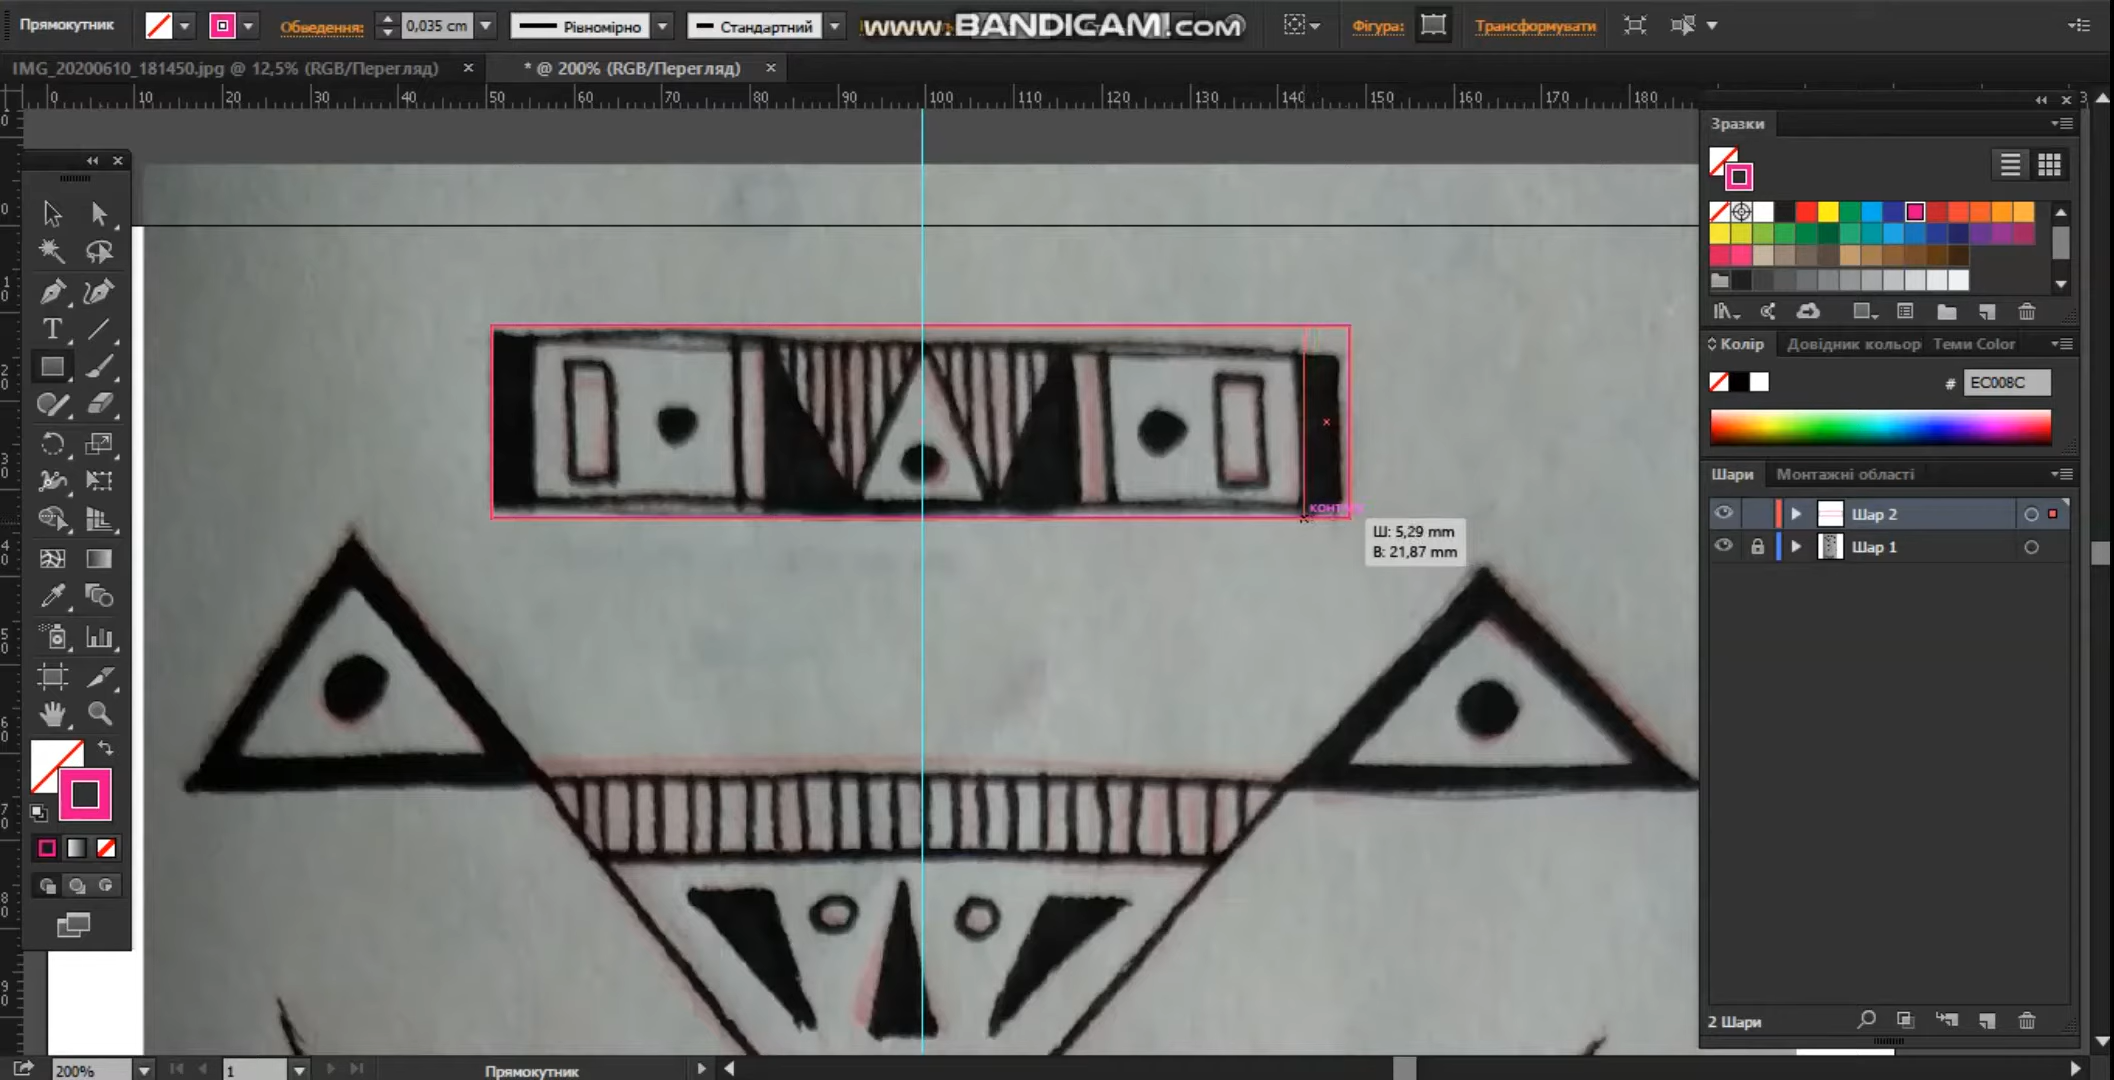 Прямокутник
Обведення:
0,035 cm
Рівномірно
Стандартний
www.BANDICAM.com
Фігура:
Трансформувати
IMG_20200610_181450.jpg @ 12,5% (RGB/Перегляд)
* @ 200% (RGB/Перегляд)
0 10 20 30 40 50 60 70 80 90 100 110 120 130 140 150 160 170 180
Зразки
Колір
Довідник кольор
Теми Color
# EC008C
Шари
Монтажні області
Шар 2
Шар 1
Ш: 5,29 mm
В: 21,87 mm
2 Шари
200%
1
Прямокутник